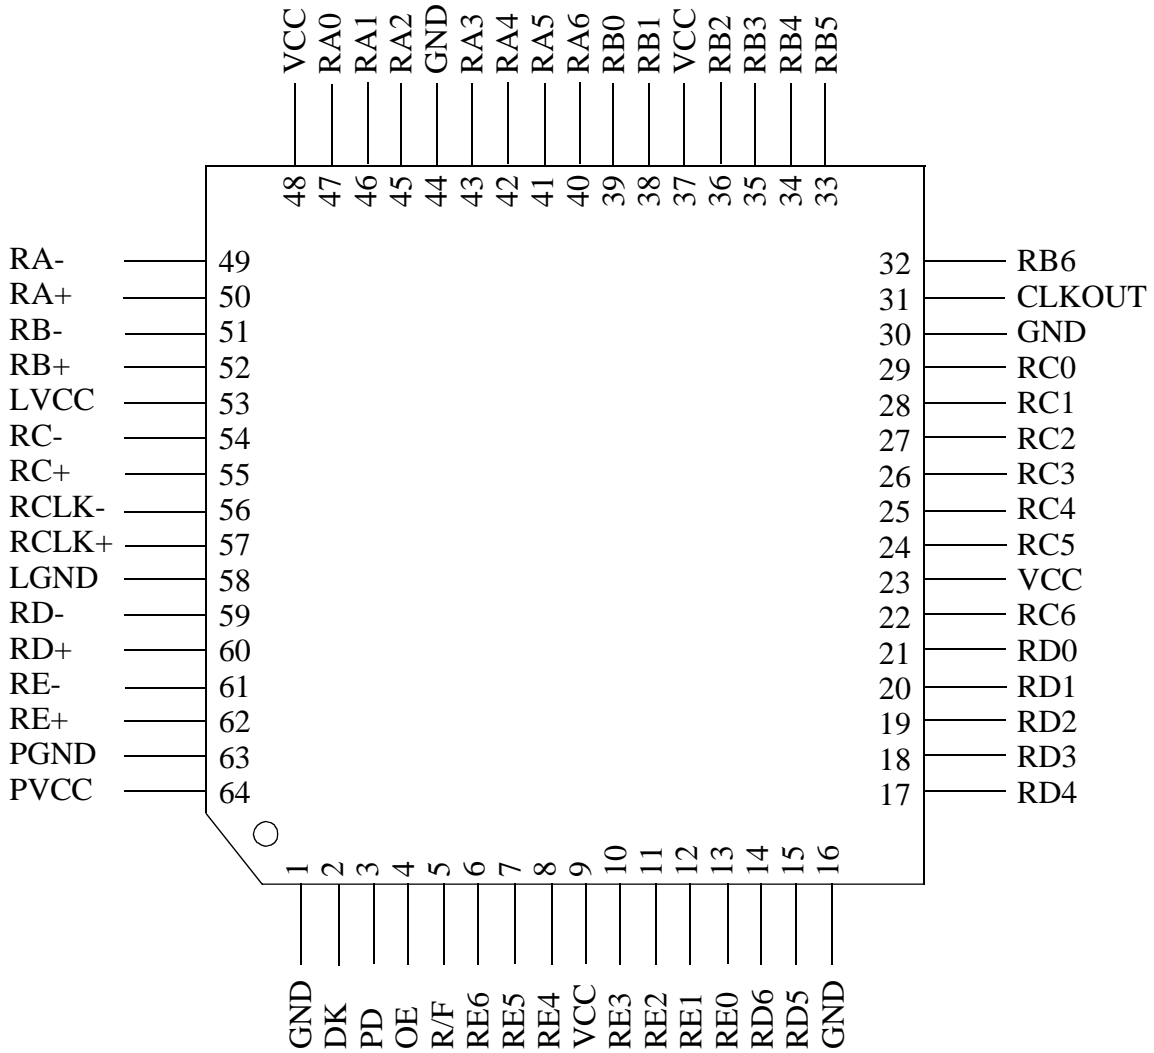 VCC RA0 RA1 RA2 GND RA3 RA4 RA5 RA6 RB0 RB1 VCC RB2 RB3 RB4 RB5
48 47 46 45 44 43 42 41 40 39 38 37 36 35 34 33
RA- 49 32 RB6
RA+ 50 31 CLKOUT
RB- 51 30 GND
RB+ 52 29 RC0
LVCC 53 28 RC1
RC- 54 27 RC2
RC+ 55 26 RC3
RCLK- 56 25 RC4
RCLK+ 57 24 RC5
LGND 58 23 VCC
RD- 59 22 RC6
RD+ 60 21 RD0
RE- 61 20 RD1
RE+ 62 19 RD2
PGND 63 18 RD3
PVCC 64 17 RD4
1 2 3 4 5 6 7 8 9 10 11 12 13 14 15 16
GND DK PD OE R/F RE6 RE5 RE4 VCC RE3 RE2 RE1 RE0 RD6 RD5 GND